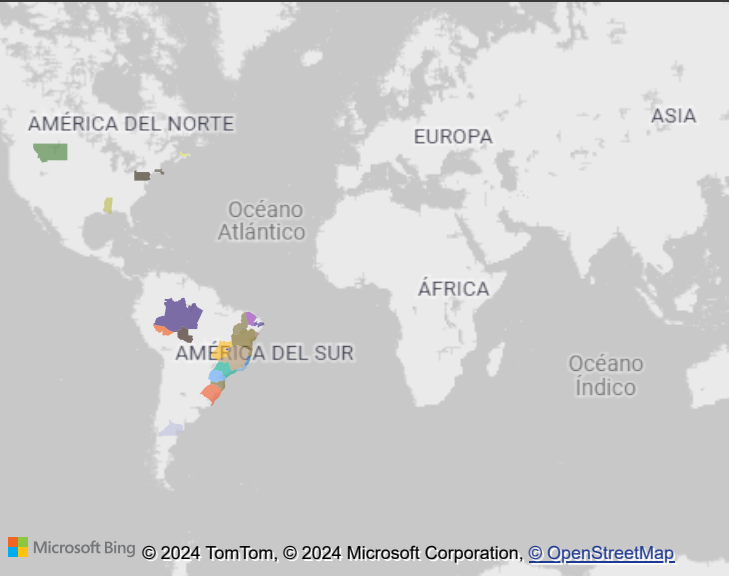 AMÉRICA DEL NORTE
EUROPA
ASIA
Océano
Atlántico
ÁFRICA
AMÉRICA DEL SUR
Océano
Índico
Microsoft Bing
© 2024 TomTom, © 2024 Microsoft Corporation, © OpenStreetMap